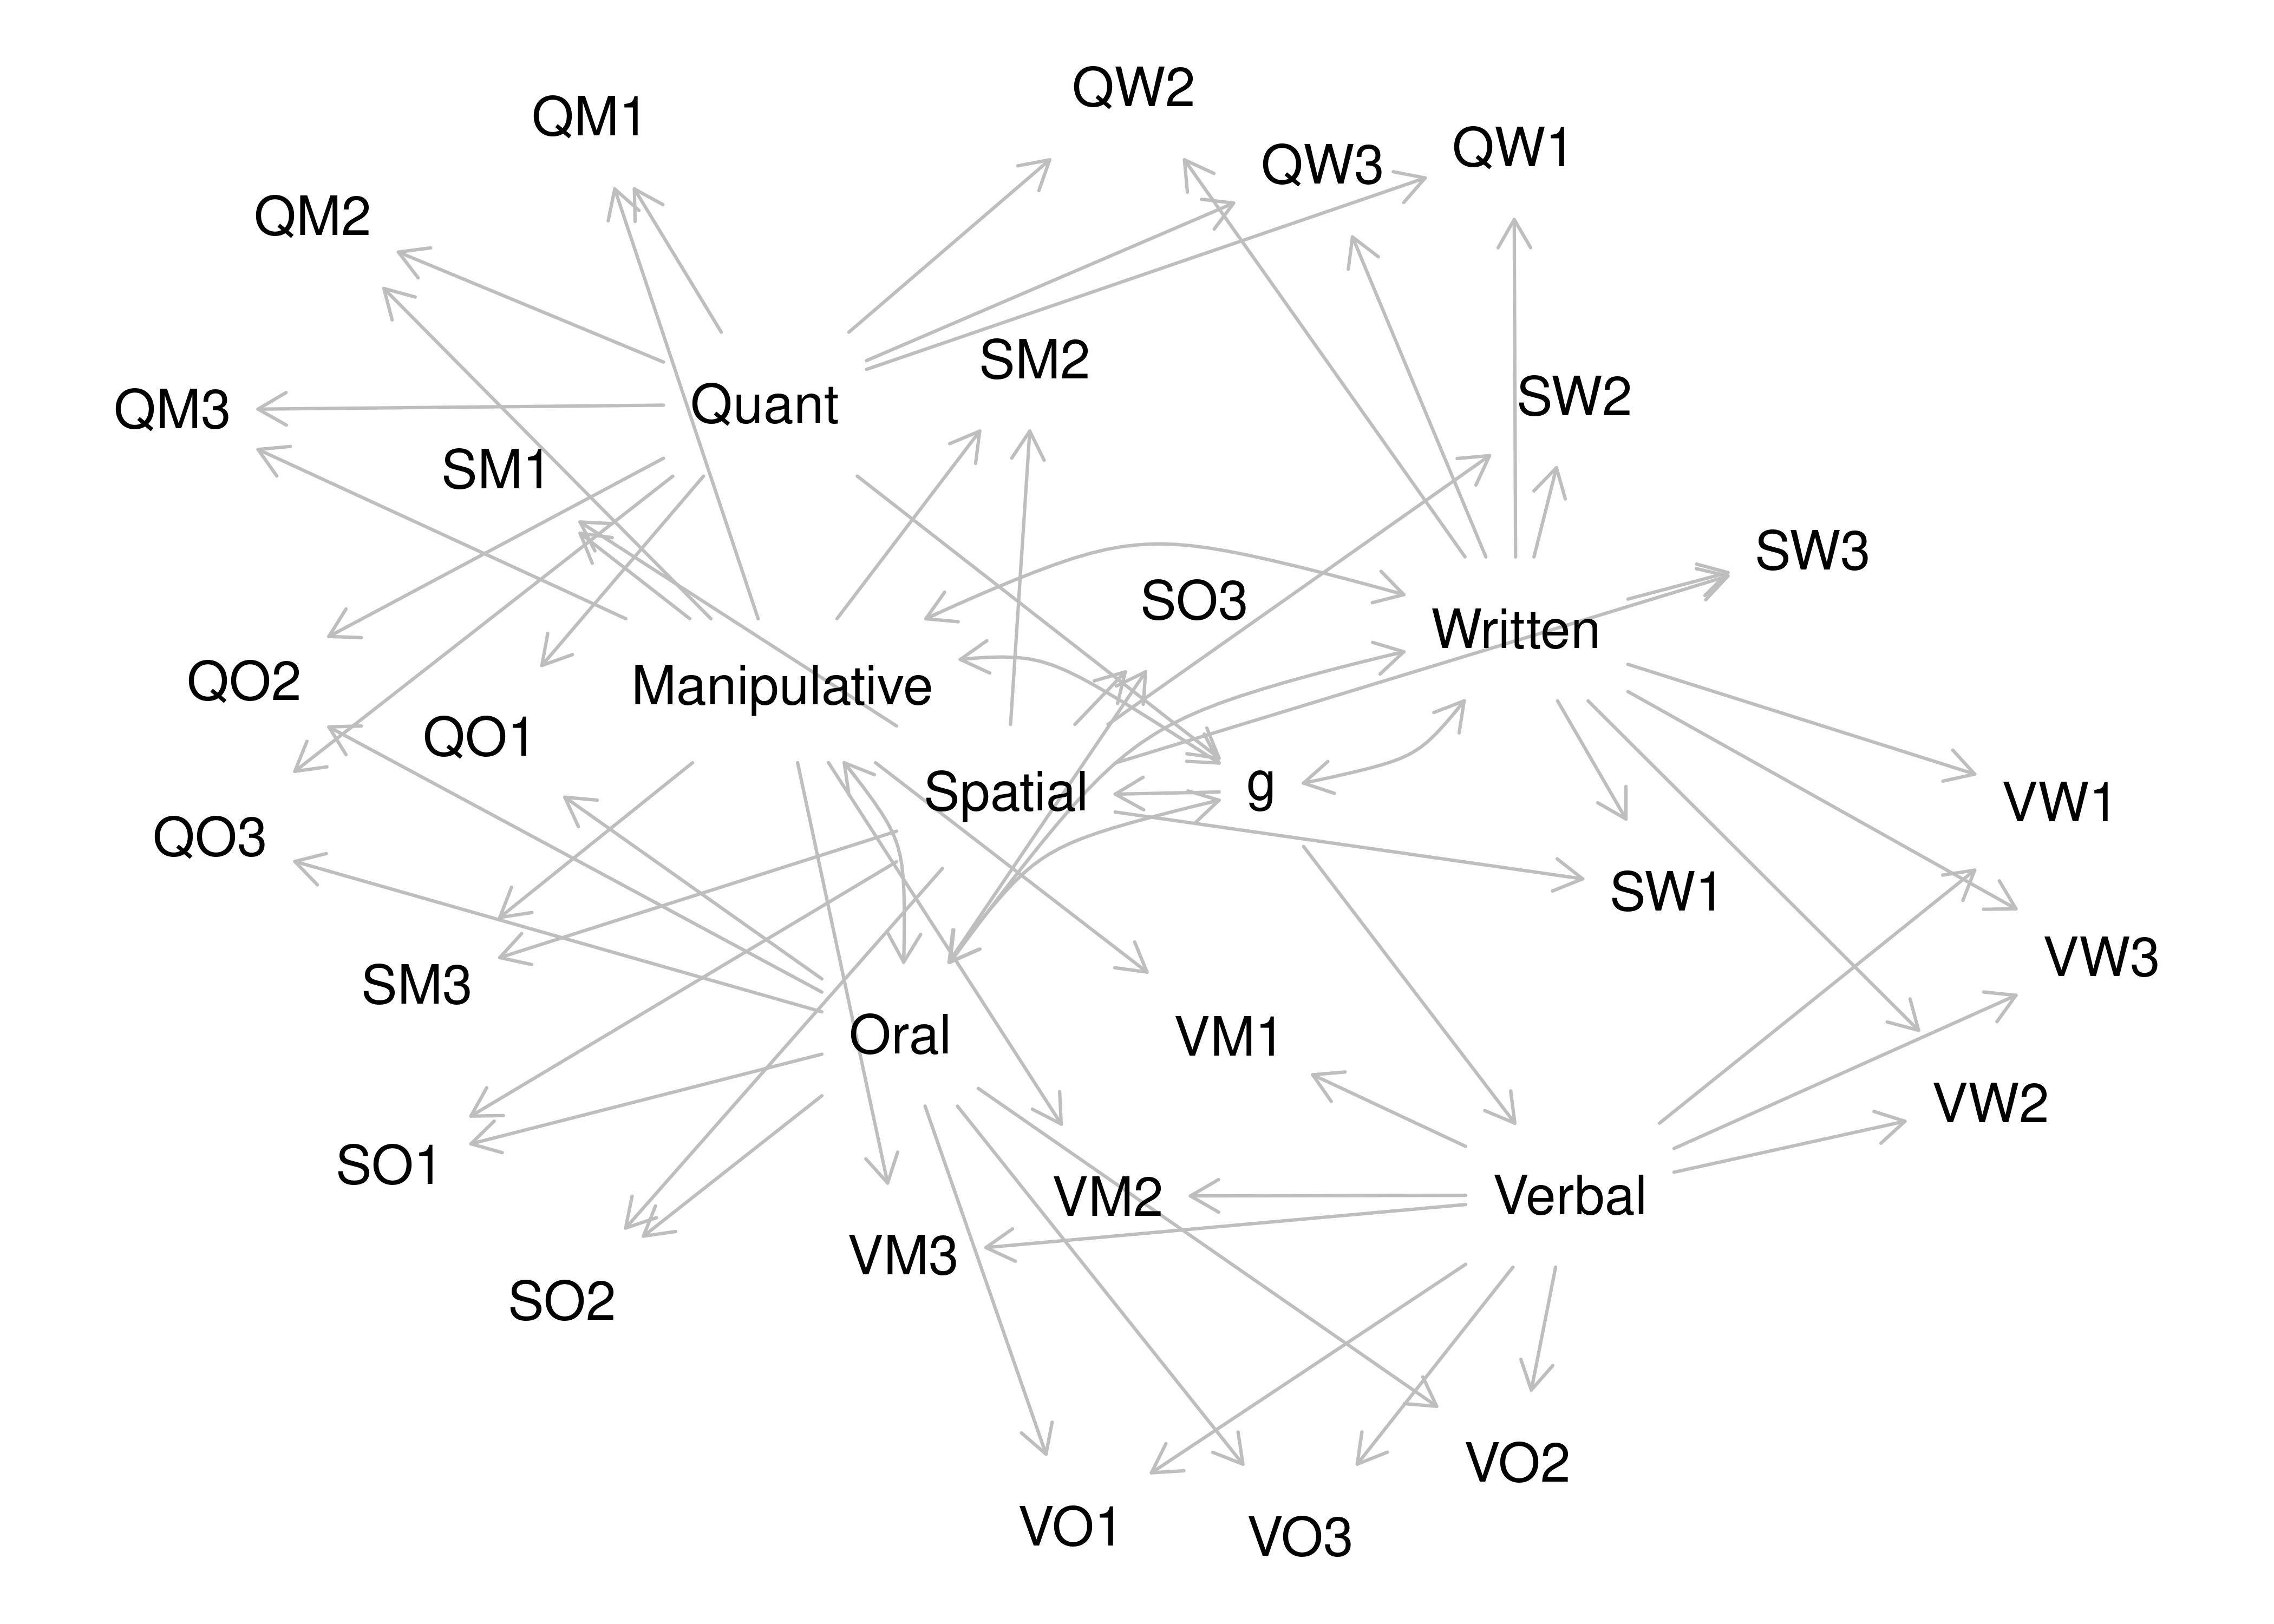 QW2
QM1
QW1
QW3
QM2
SM2
SW2
Quant
QM3
SM1
SW3
SO3
Written
QO2
Manipulative
QO1
g
Spatial
VW1
QO3
SW1
VW3
SM3
Oral
VM1
VW2
SO1
VM2
Verbal
VM3
SO2
VO2
VO1
VO3